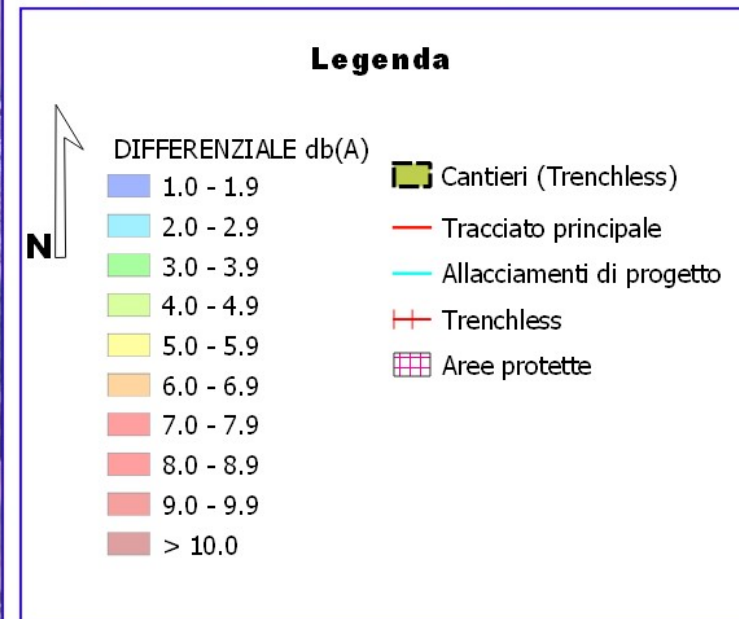 Legenda
N
DIFFERENZIALE db(A)
1.0 - 1.9
2.0 - 2.9
3.0 - 3.9
4.0 - 4.9
5.0 - 5.9
6.0 - 6.9
7.0 - 7.9
8.0 - 8.9
9.0 - 9.9
> 10.0
Cantieri (Trenchless)
Tracciato principale
Allacciamenti di progetto
Trenchless
Aree protette